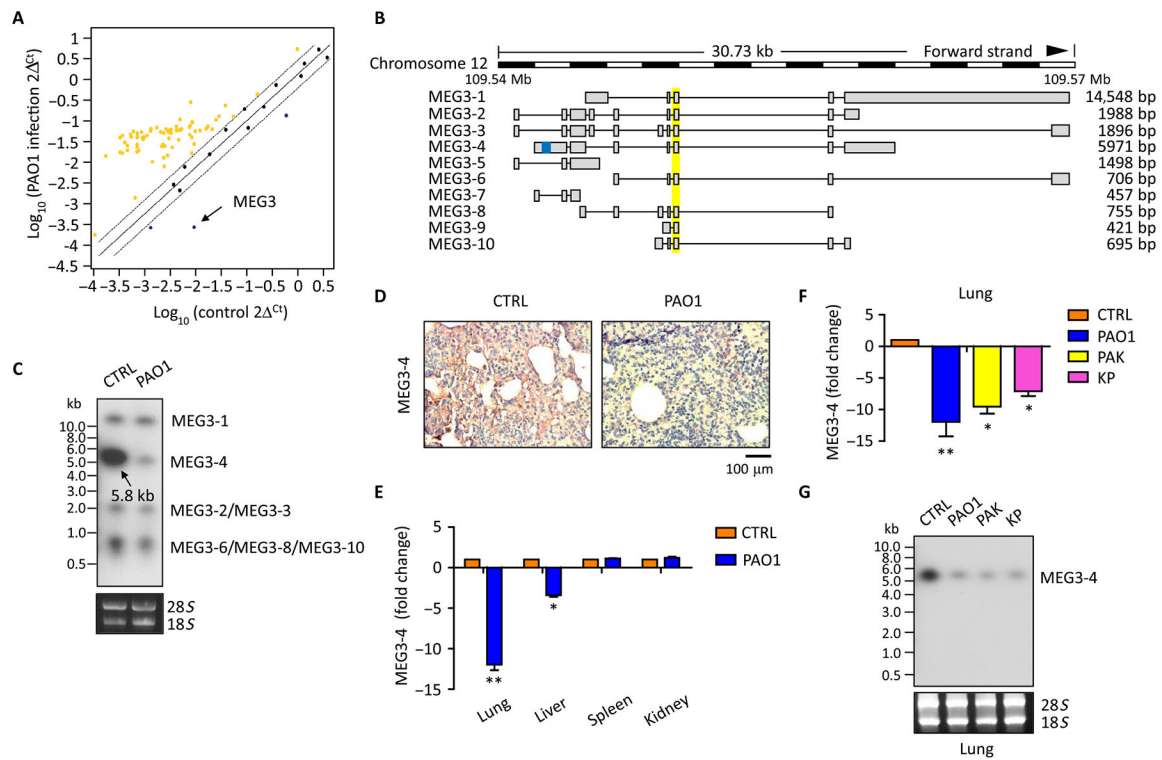 A
Log10 (PAO1 infection 2Δ^Ct)
1
0.5
0
−0.5
−1
−1.5
−2
−2.5
−3
−3.5
−4
−4.5
MEG3
−4 −3.5 −3 −2.5 −2 −1.5 −1 −0.5 0 0.5
Log10 (control 2Δ^Ct)
B
30.73 kb
Forward strand
Chromosome 12
109.54 Mb
109.57 Mb
MEG3-1 14,548 bp
MEG3-2 1988 bp
MEG3-3 1896 bp
MEG3-4 5971 bp
MEG3-5 1498 bp
MEG3-6 706 bp
MEG3-7 457 bp
MEG3-8 755 bp
MEG3-9 421 bp
MEG3-10 695 bp
C
CTRL PAO1
kb
10.0
8.0
6.0
5.0
4.0
3.0
2.0
1.0
0.5
MEG3-1
MEG3-4
5.8 kb
MEG3-2/MEG3-3
MEG3-6/MEG3-8/MEG3-10
28S
18S
D
CTRL PAO1
MEG3-4
100 μm
E
MEG3-4 (fold change)
5
0
−5
−10
−15
CTRL
PAO1
*
**
Lung Liver Spleen Kidney
F
Lung
MEG3-4 (fold change)
5
0
−5
−10
−15
CTRL
PAO1
PAK
KP
*
*
**
G
CTRL PAO1 PAK KP
kb
10.0
8.0
6.0
5.0
4.0
3.0
2.0
1.0
0.5
MEG3-4
28S
18S
Lung